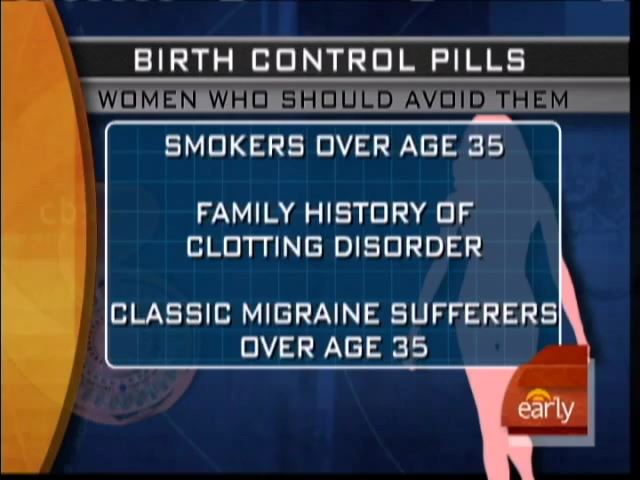 BIRTH CONTROL PILLS
WOMEN WHO SHOULD AVOID THEM
SMOKERS OVER AGE 35
FAMILY HISTORY OF
CLOTTING DISORDER
CLASSIC MIGRAINE SUFFERERS
OVER AGE 35
early